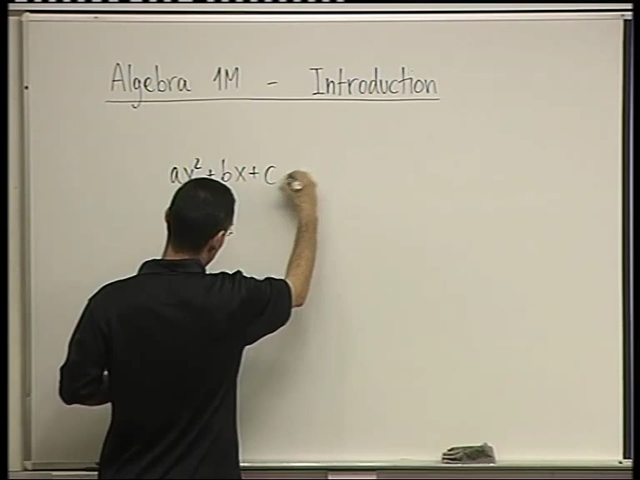 Algebra 1M - Introduction
ax²+bx+c